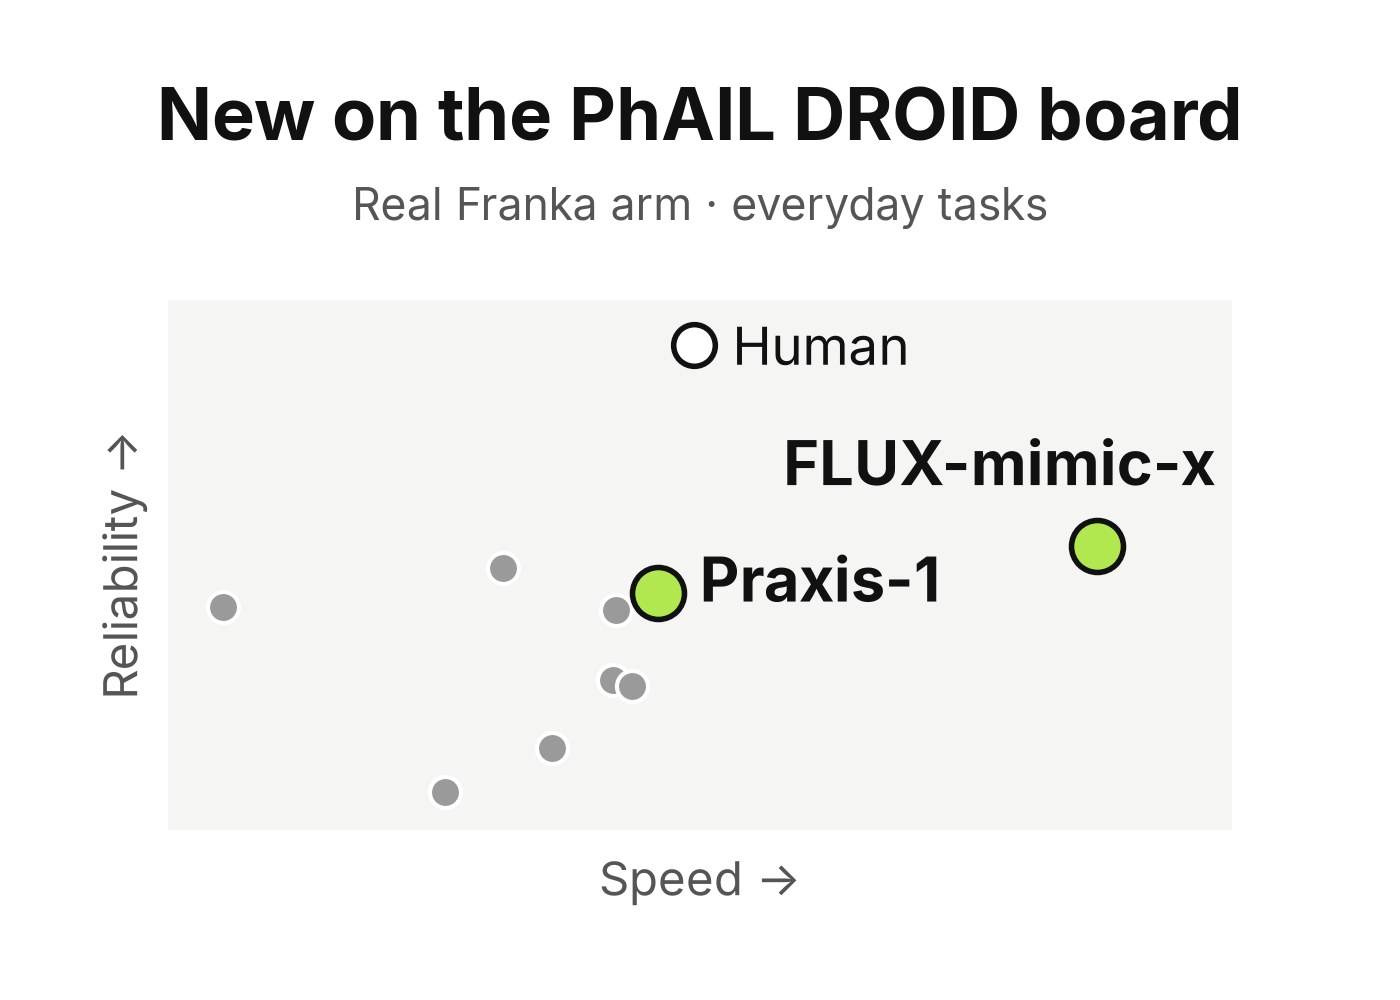 New on the PhAIL DROID board
Real Franka arm · everyday tasks
Human
FLUX-mimic-x
Praxis-1
Reliability →
Speed →